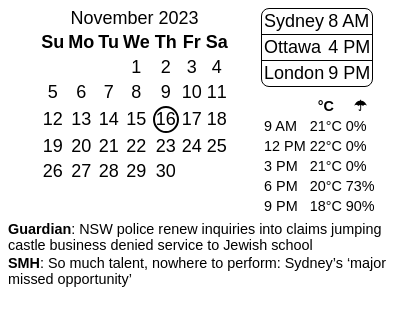 November 2023
Su Mo Tu We Th Fr Sa
1 2 3 4
5 6 7 8 9 10 11
12 13 14 15 16 17 18
19 20 21 22 23 24 25
26 27 28 29 30
Sydney 8 AM
Ottawa 4 PM
London 9 PM
°C ☂
9 AM 21°C 0%
12 PM 22°C 0%
3 PM 21°C 0%
6 PM 20°C 73%
9 PM 18°C 90%
Guardian: NSW police renew inquiries into claims jumping
castle business denied service to Jewish school
SMH: So much talent, nowhere to perform: Sydney’s ‘major
missed opportunity’